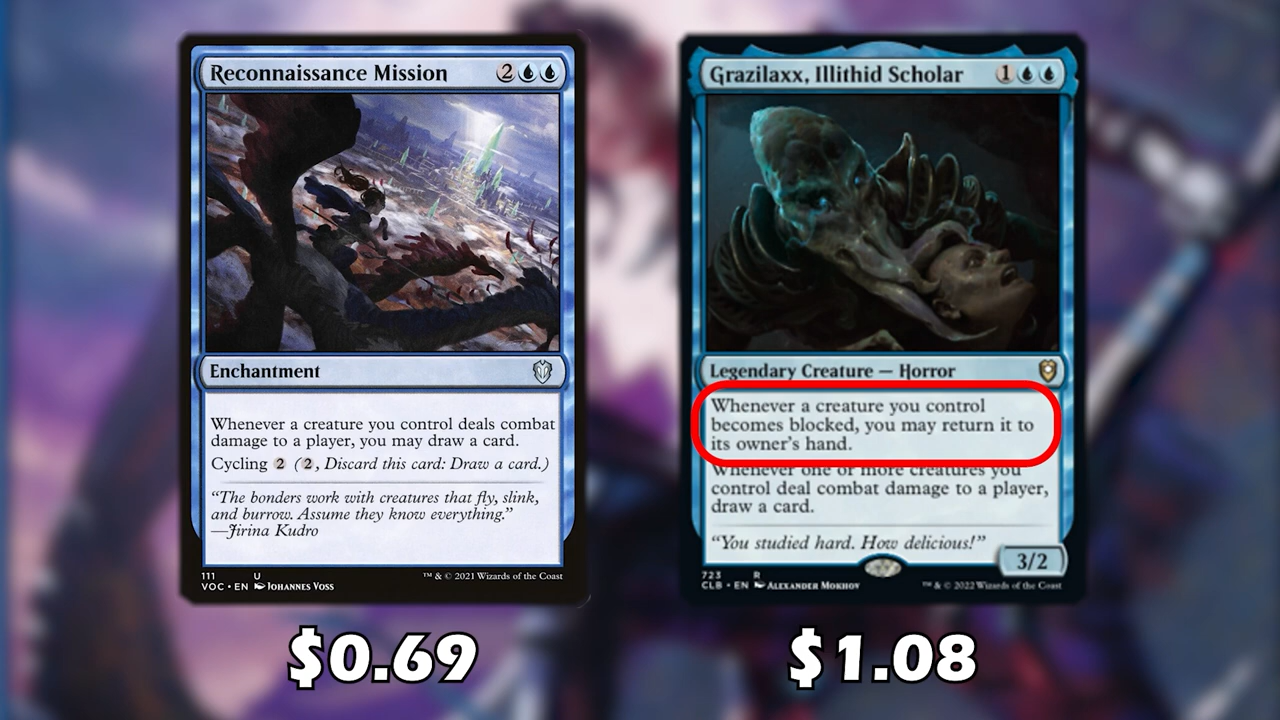 Reconnaissance Mission 2
Enchantment
Whenever a creature you control deals combat
damage to a player, you may draw a card.
Cycling 2 (2, Discard this card: Draw a card.)
“The bonders work with creatures that fly, slink,
and burrow. Assume they know everything.”
—Jirina Kudro
111 U
VOC • EN Johannes Voss
™ & © 2021 Wizards of the Coast
$0.69
Grazilaxx, Illithid Scholar 1
Legendary Creature — Horror
Whenever a creature you control
becomes blocked, you may return it to
its owner's hand.
Whenever one or more creatures you
control deal combat damage to a player,
draw a card.
“You studied hard. How delicious!”
3/2
723 R
CLB • EN Alexander Mokhov
™ & © 2022 Wizards of the Coast
$1.08